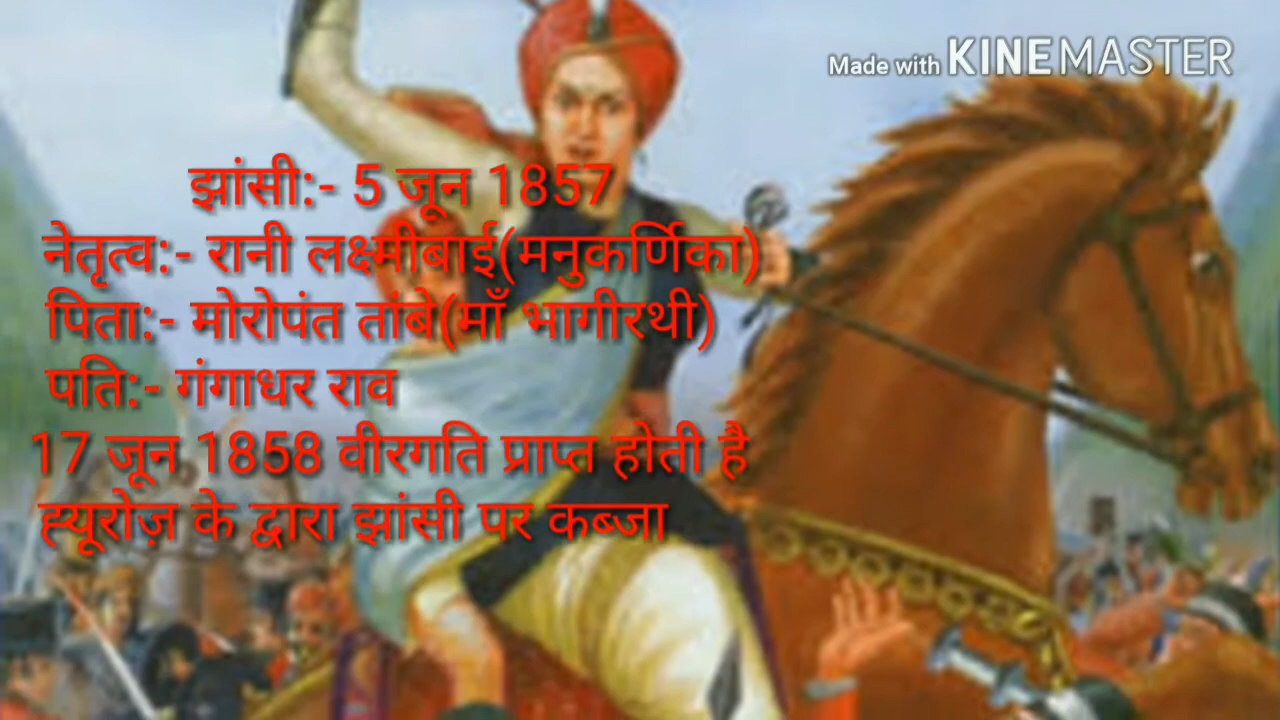 Made with KINEMASTER
झांसी:- 5 जून 1857
नेतृत्व:- रानी लक्ष्मीबाई(मनुकर्णिका)
पिता:- मोरोपंत तांबे(माँ भागीरथी)
पति:- गंगाधर राव
17 जून 1858 वीरगति प्राप्त होती है
ह्यूरोज़ के द्वारा झांसी पर कब्जा